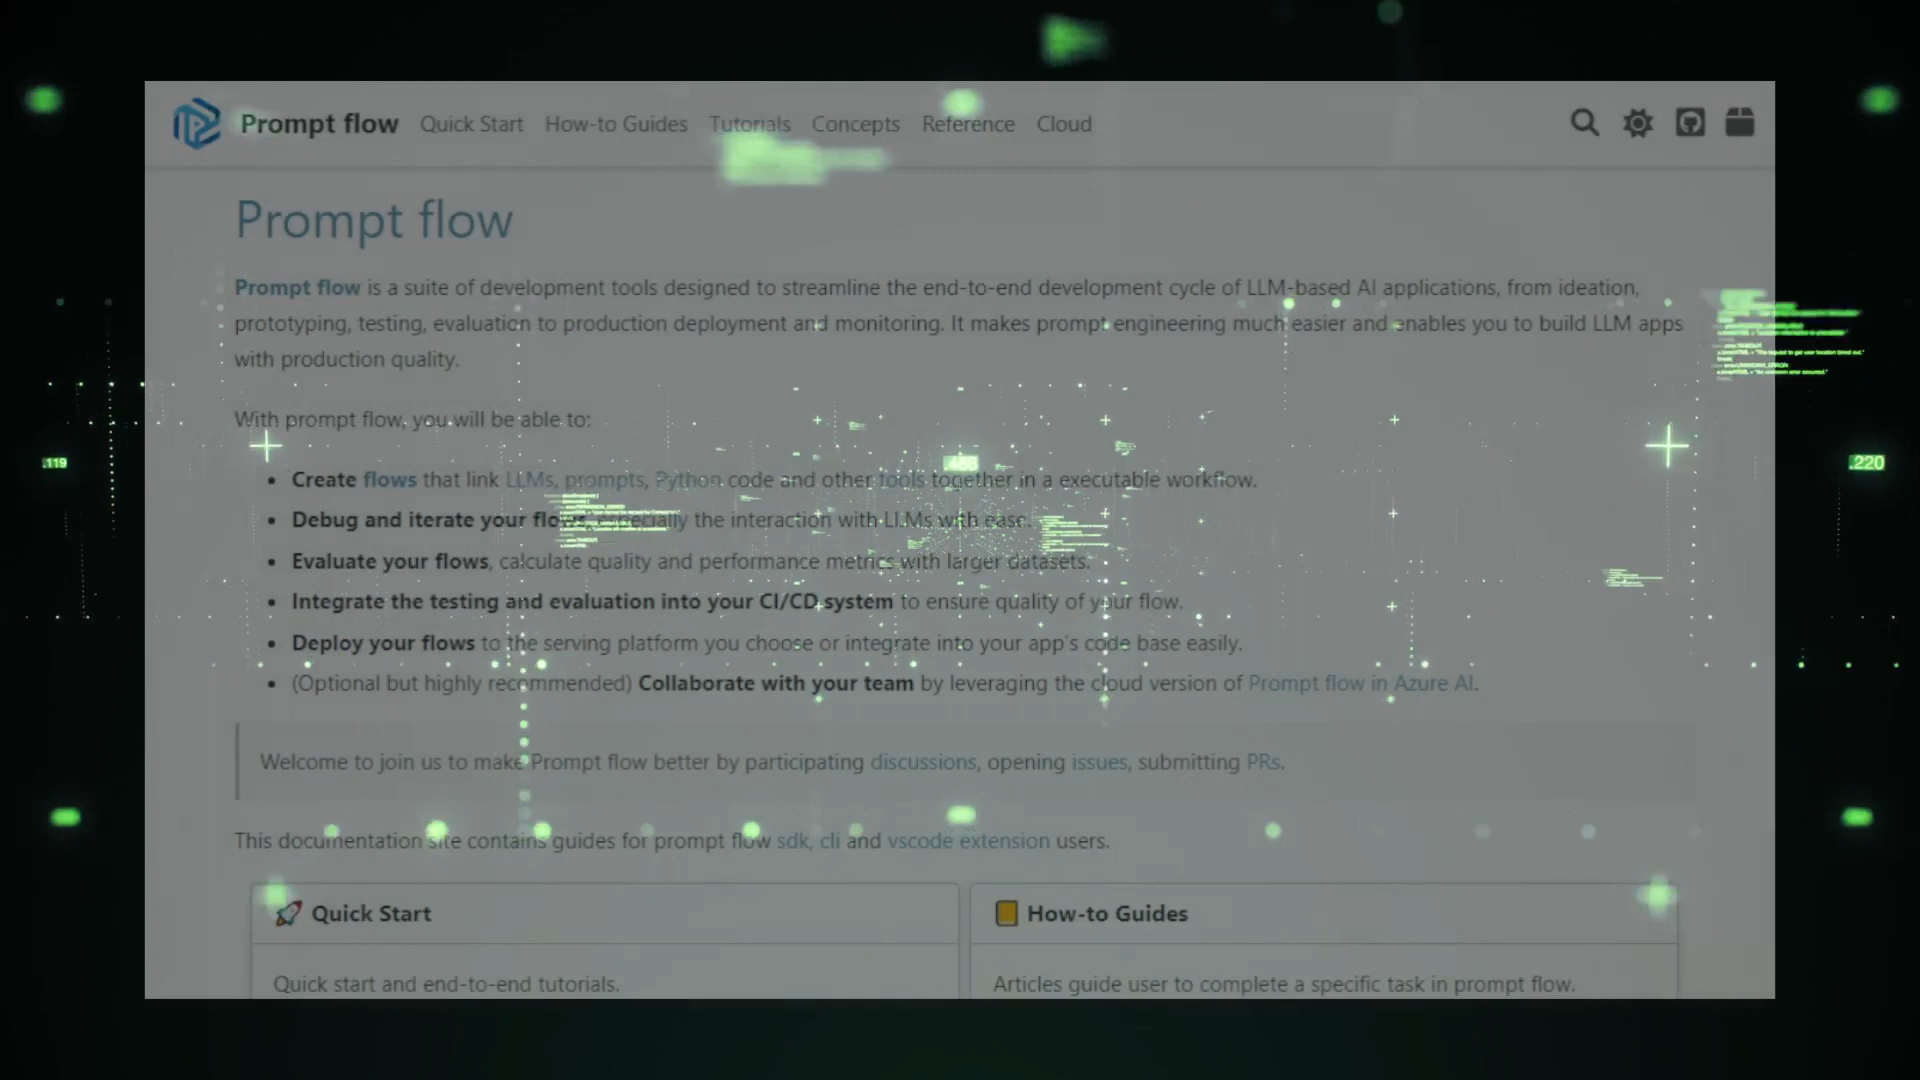 Prompt flow Quick Start How-to Guides Tutorials Concepts Reference Cloud
Prompt flow
Prompt flow is a suite of development tools designed to streamline the end-to-end development cycle of LLM-based AI applications, from ideation,
prototyping, testing, evaluation to production deployment and monitoring. It makes prompt engineering much easier and enables you to build LLM apps
with production quality.
With prompt flow, you will be able to:
.119
.220
• Create flows that link LLMs, prompts, Python code and other tools together in a executable workflow.
• Debug and iterate your flows, especially the interaction with LLMs with ease.
• Evaluate your flows, calculate quality and performance metrics with larger datasets.
• Integrate the testing and evaluation into your CI/CD system to ensure quality of your flow.
• Deploy your flows to the serving platform you choose or integrate into your app's code base easily.
• (Optional but highly recommended) Collaborate with your team by leveraging the cloud version of Prompt flow in Azure AI.
Welcome to join us to make Prompt flow better by participating discussions, opening issues, submitting PRs.
This documentation site contains guides for prompt flow sdk, cli and vscode extension users.
🚀 Quick Start
Quick start and end-to-end tutorials.
📒 How-to Guides
Articles guide user to complete a specific task in prompt flow.